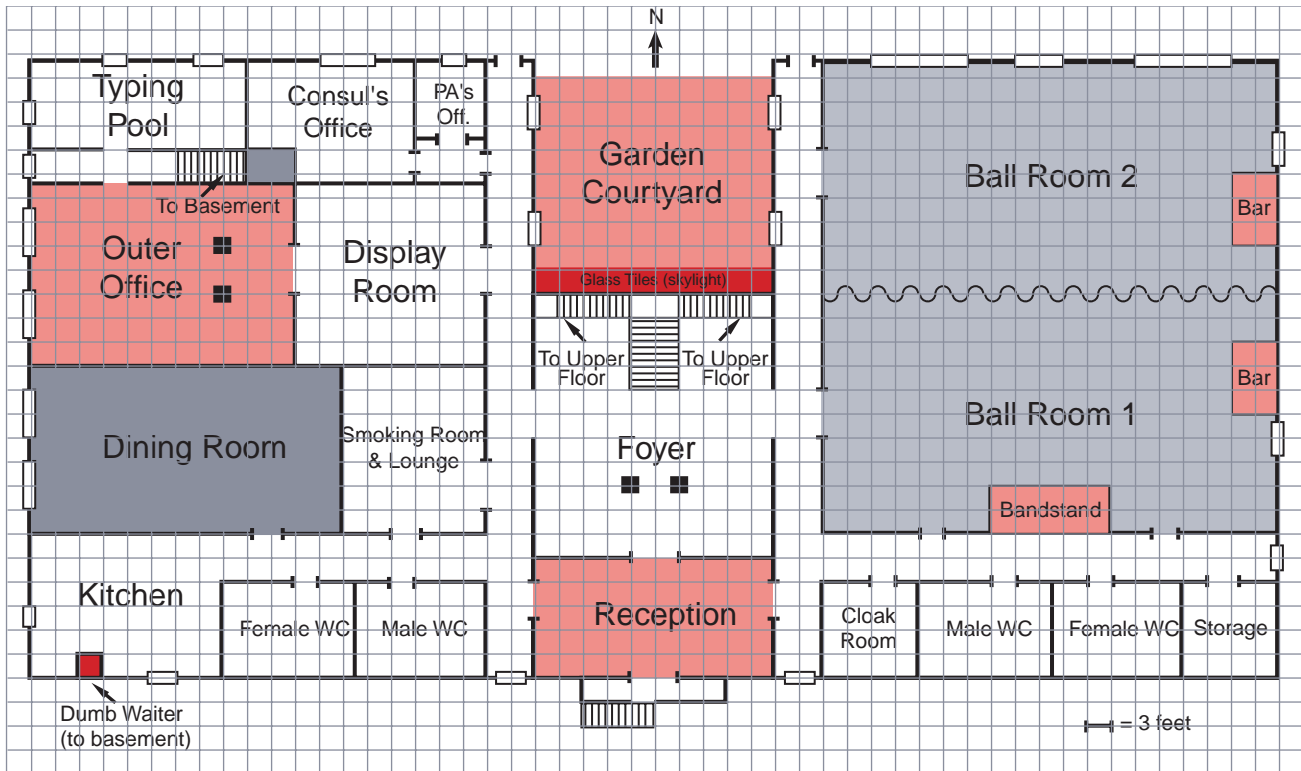 N
Typing
Pool
Consul's
Office
PA's
Off.
Garden
Courtyard
Ball Room 2
Bar
To Basement
Outer
Office
Display
Room
Glass Tiles (skylight)
To Upper
Floor
To Upper
Floor
Bar
Ball Room 1
Dining Room
Smoking Room
& Lounge
Foyer
Bandstand
Kitchen
Female WC
Male WC
Reception
Cloak
Room
Male WC
Female WC
Storage
Dumb Waiter
(to basement)
= 3 feet